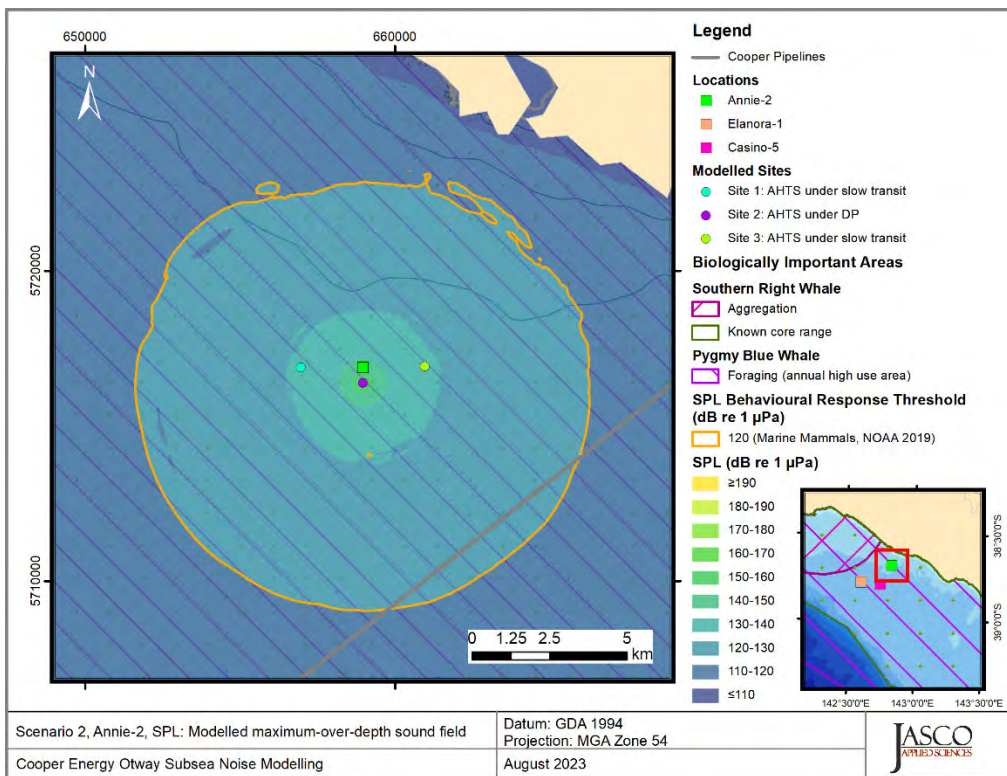 650000
660000
N
5720000
5710000
0 1.25 2.5 5
km
Legend
Cooper Pipelines
Locations
Annie-2
Elanora-1
Casino-5
Modelled Sites
Site 1: AHTS under slow transit
Site 2: AHTS under DP
Site 3: AHTS under slow transit
Biologically Important Areas
Southern Right Whale
Aggregation
Known core range
Pygmy Blue Whale
Foraging (annual high use area)
SPL Behavioural Response Threshold
(dB re 1 µPa)
120 (Marine Mammals, NOAA 2019)
SPL (dB re 1 µPa)
≥190
180-190
170-180
160-170
150-160
140-150
130-140
120-130
110-120
≤110
38°30'0"S
39°0'0"S
142°30'0"E 143°0'0"E 143°30'0"E
Scenario 2, Annie-2, SPL: Modelled maximum-over-depth sound field
Cooper Energy Otway Subsea Noise Modelling
Datum: GDA 1994
Projection: MGA Zone 54
August 2023
JASCO
APPLIED SCIENCES